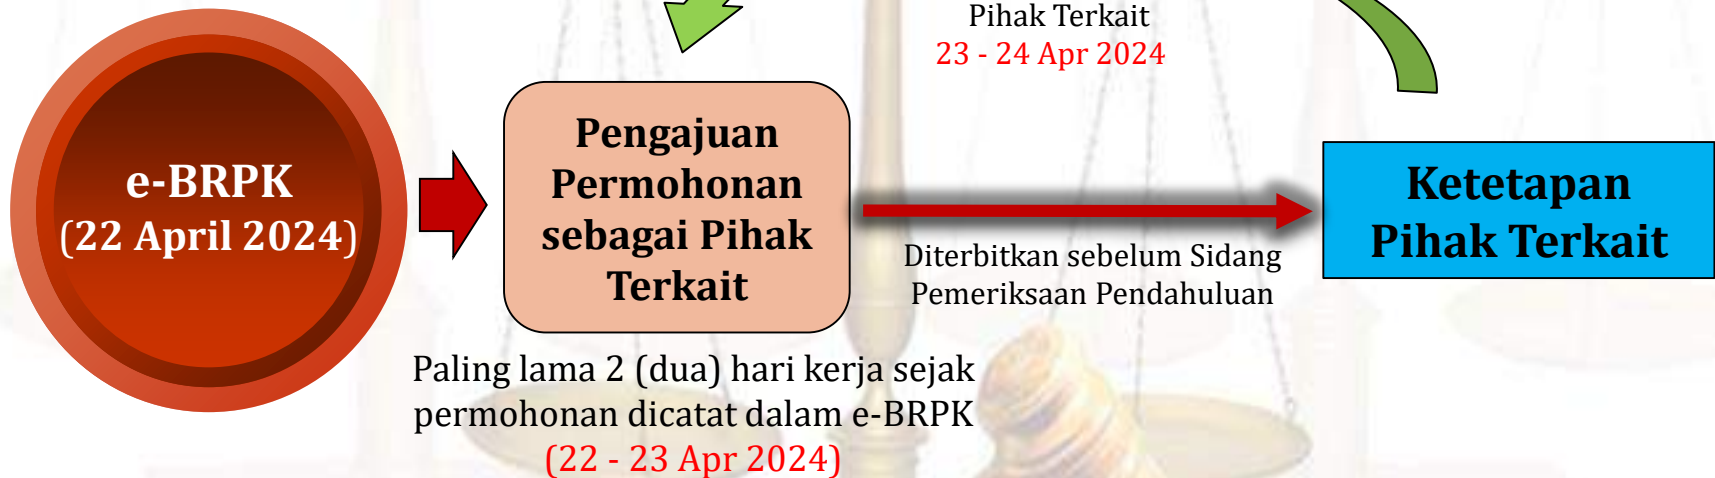 Pihak Terkait
23 - 24 Apr 2024
e-BRPK
(22 April 2024)
Pengajuan
Permohonan
sebagai Pihak
Terkait
Diterbitkan sebelum Sidang
Pemeriksaan Pendahuluan
Ketetapan
Pihak Terkait
Paling lama 2 (dua) hari kerja sejak
permohonan dicatat dalam e-BRPK
(22 - 23 Apr 2024)